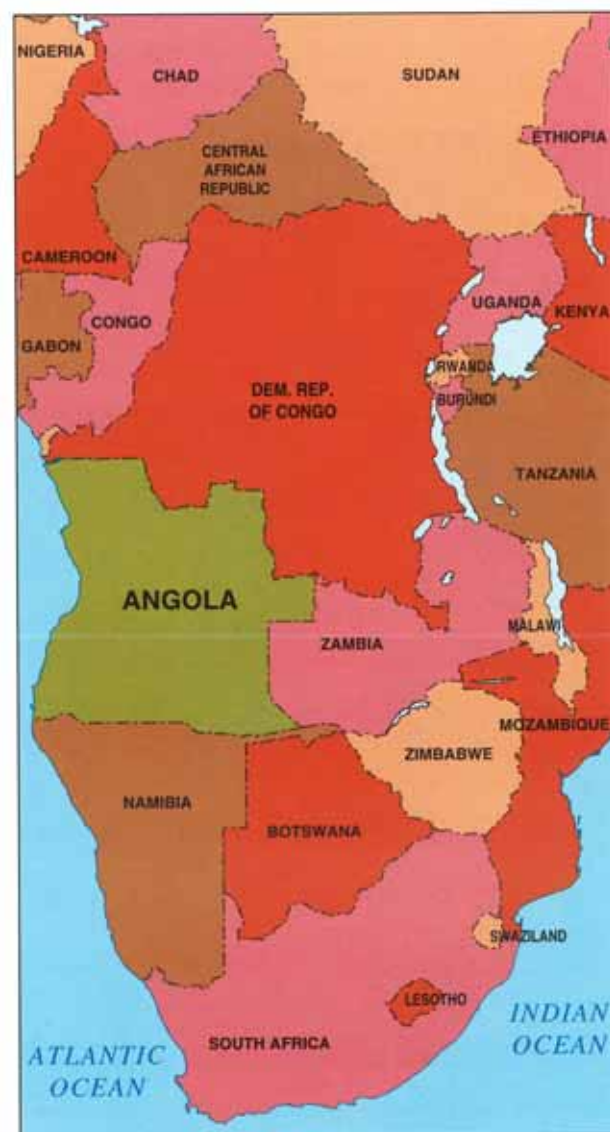 NIGERIA
CHAD
SUDAN
ETHIOPIA
CENTRAL
AFRICAN
REPUBLIC
CAMEROON
UGANDA
KENYA
CONGO
GABON
RWANDA
BURUNDI
DEM. REP.
OF CONGO
TANZANIA
ANGOLA
ZAMBIA
MALAWI
MOZAMBIQUE
ZIMBABWE
NAMIBIA
BOTSWANA
SWAZILAND
LESOTHO
SOUTH AFRICA
INDIAN
OCEAN
ATLANTIC
OCEAN